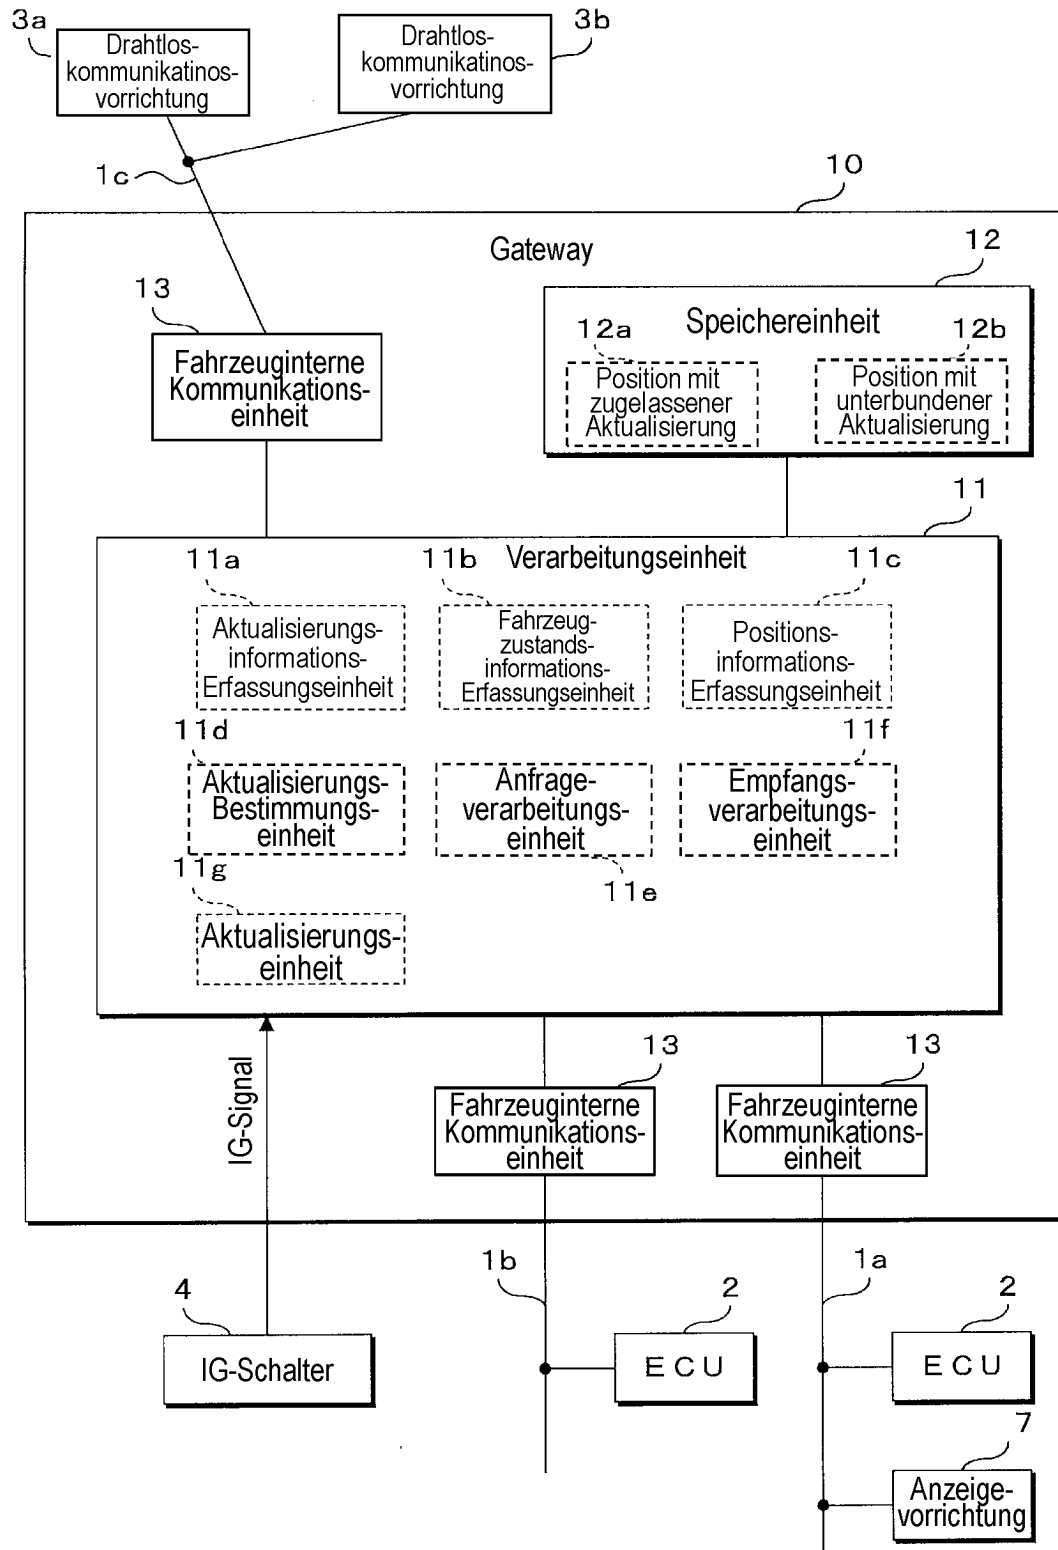 3a
Drahtlos-
kommunikatinos-
vorrichtung
3b
Drahtlos-
kommunikatinos-
vorrichtung
1c
10
Gateway
13
Fahrzeuginterne
Kommunikations-
einheit
12
Speichereinheit
12a
Position mit
zugelassener
Aktualisierung
12b
Position mit
unterbundener
Aktualisierung
11
Verarbeitungseinheit
11a
Aktualisierungs-
informations-
Erfassungseinheit
11b
Fahrzeug-
zustands-
informations-
Erfassungseinheit
11c
Positions-
informations-
Erfassungseinheit
11d
Aktualisierungs-
Bestimmungs-
einheit
Anfrage-
verarbeitungs-
einheit
11e
11f
Empfangs-
verarbeitungs-
einheit
11g
Aktualisierungs-
einheit
IG-Signal
13
Fahrzeuginterne
Kommunikations-
einheit
13
Fahrzeuginterne
Kommunikations-
einheit
4
IG-Schalter
1b
2
ECU
1a
2
ECU
7
Anzeige-
vorrichtung